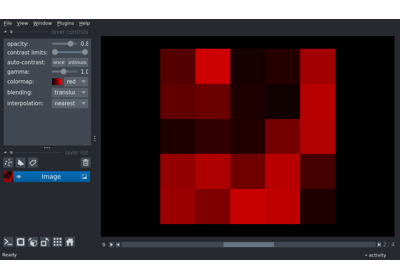 File View Window Plugins Help
layer controls
opacity: 0.8
contrast limits:
auto-contrast: once continuous
gamma: 1.0
colormap: red
blending: translu
interpolation: nearest
layer list
Image
2 / 4
Ready
activity